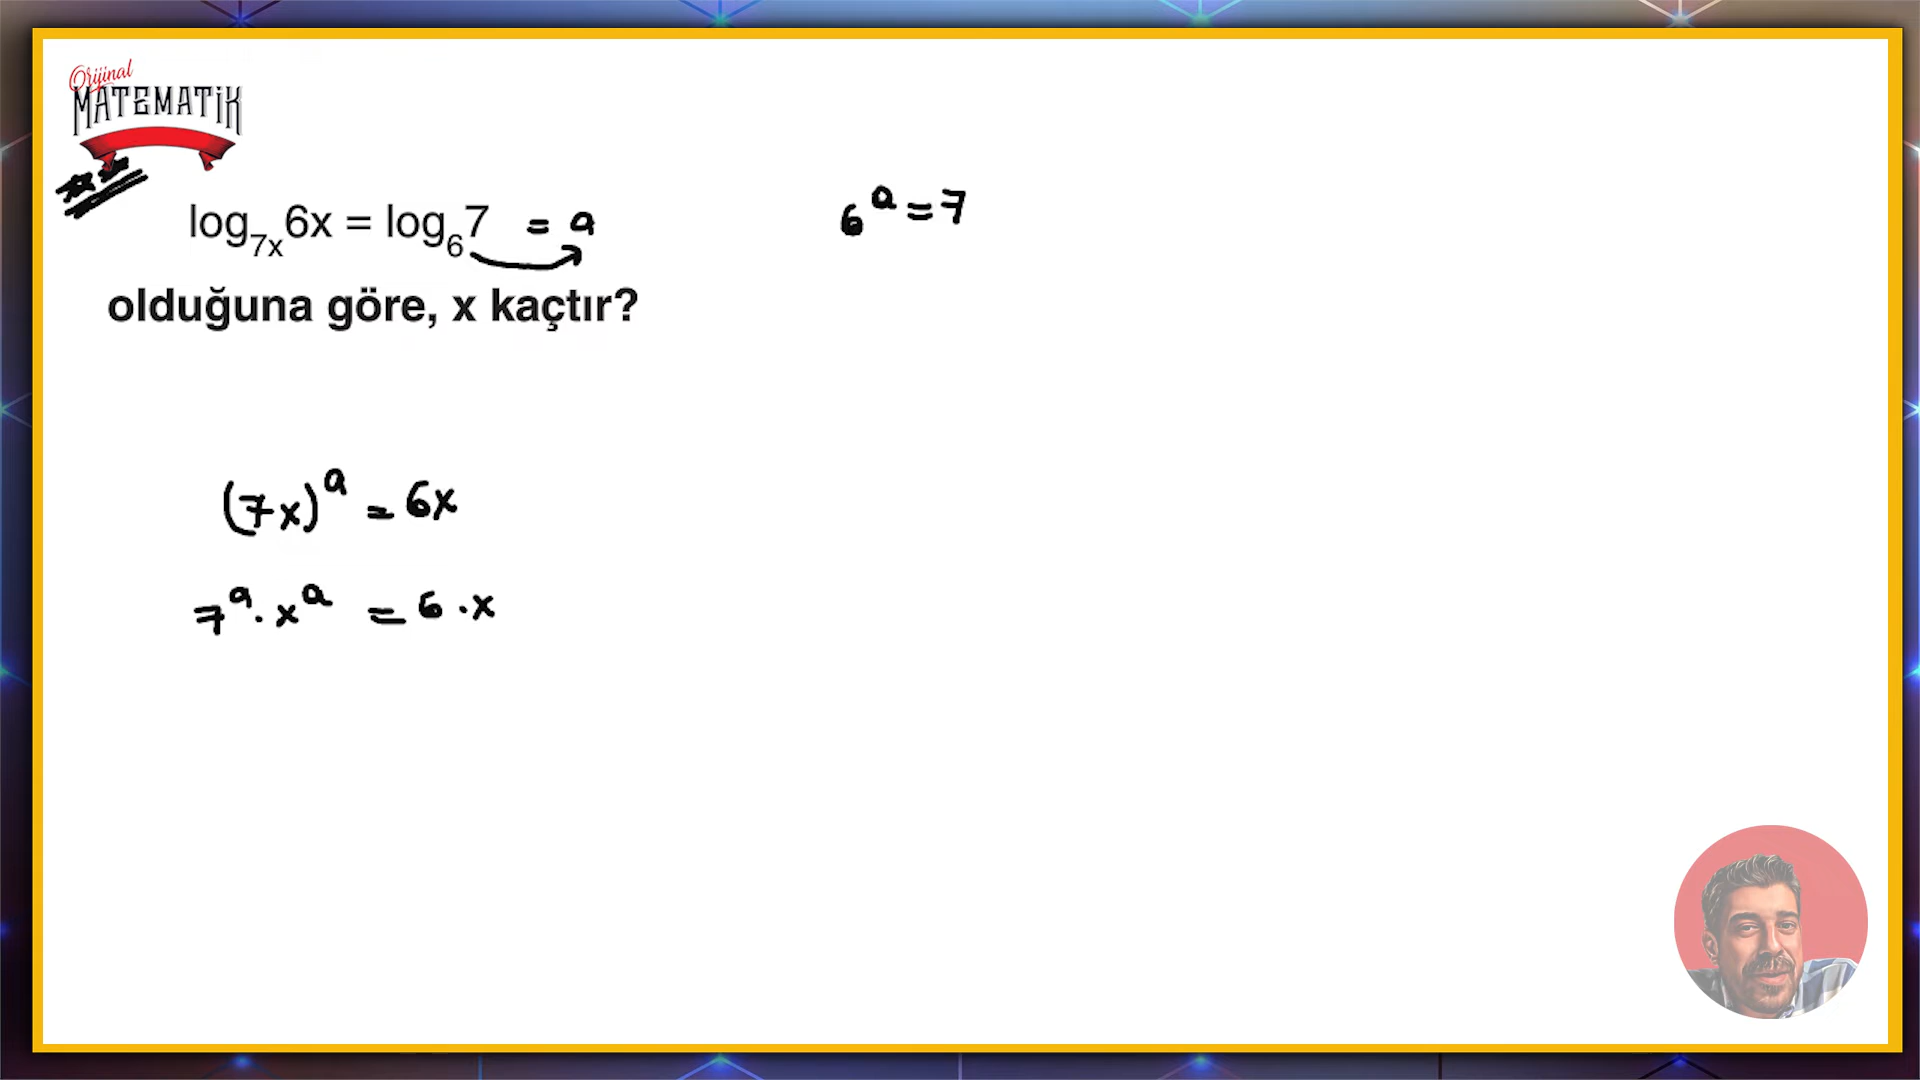 Orijinal
MATEMATİK
log₇ₓ6x = log₆7 = a
6ᵃ = 7
olduğuna göre, x kaçtır?
(7x)ᵃ = 6x
7ᵃ · xᵃ = 6 · x